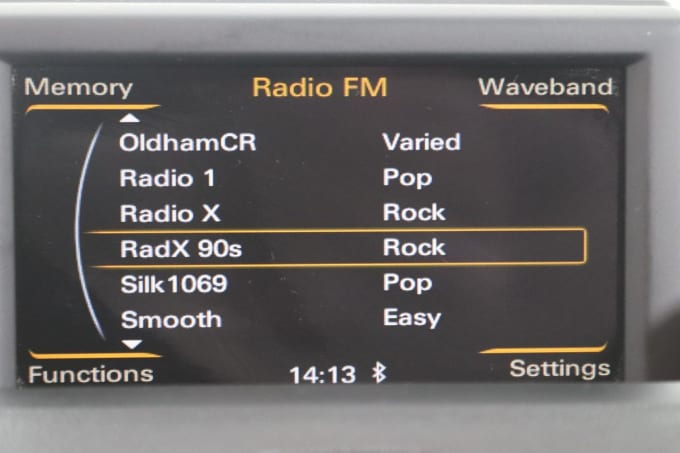 Memory Radio FM Waveband
OldhamCR Varied
Radio 1 Pop
Radio X Rock
RadX 90s Rock
Silk1069 Pop
Smooth Easy
Functions 14:13 Settings